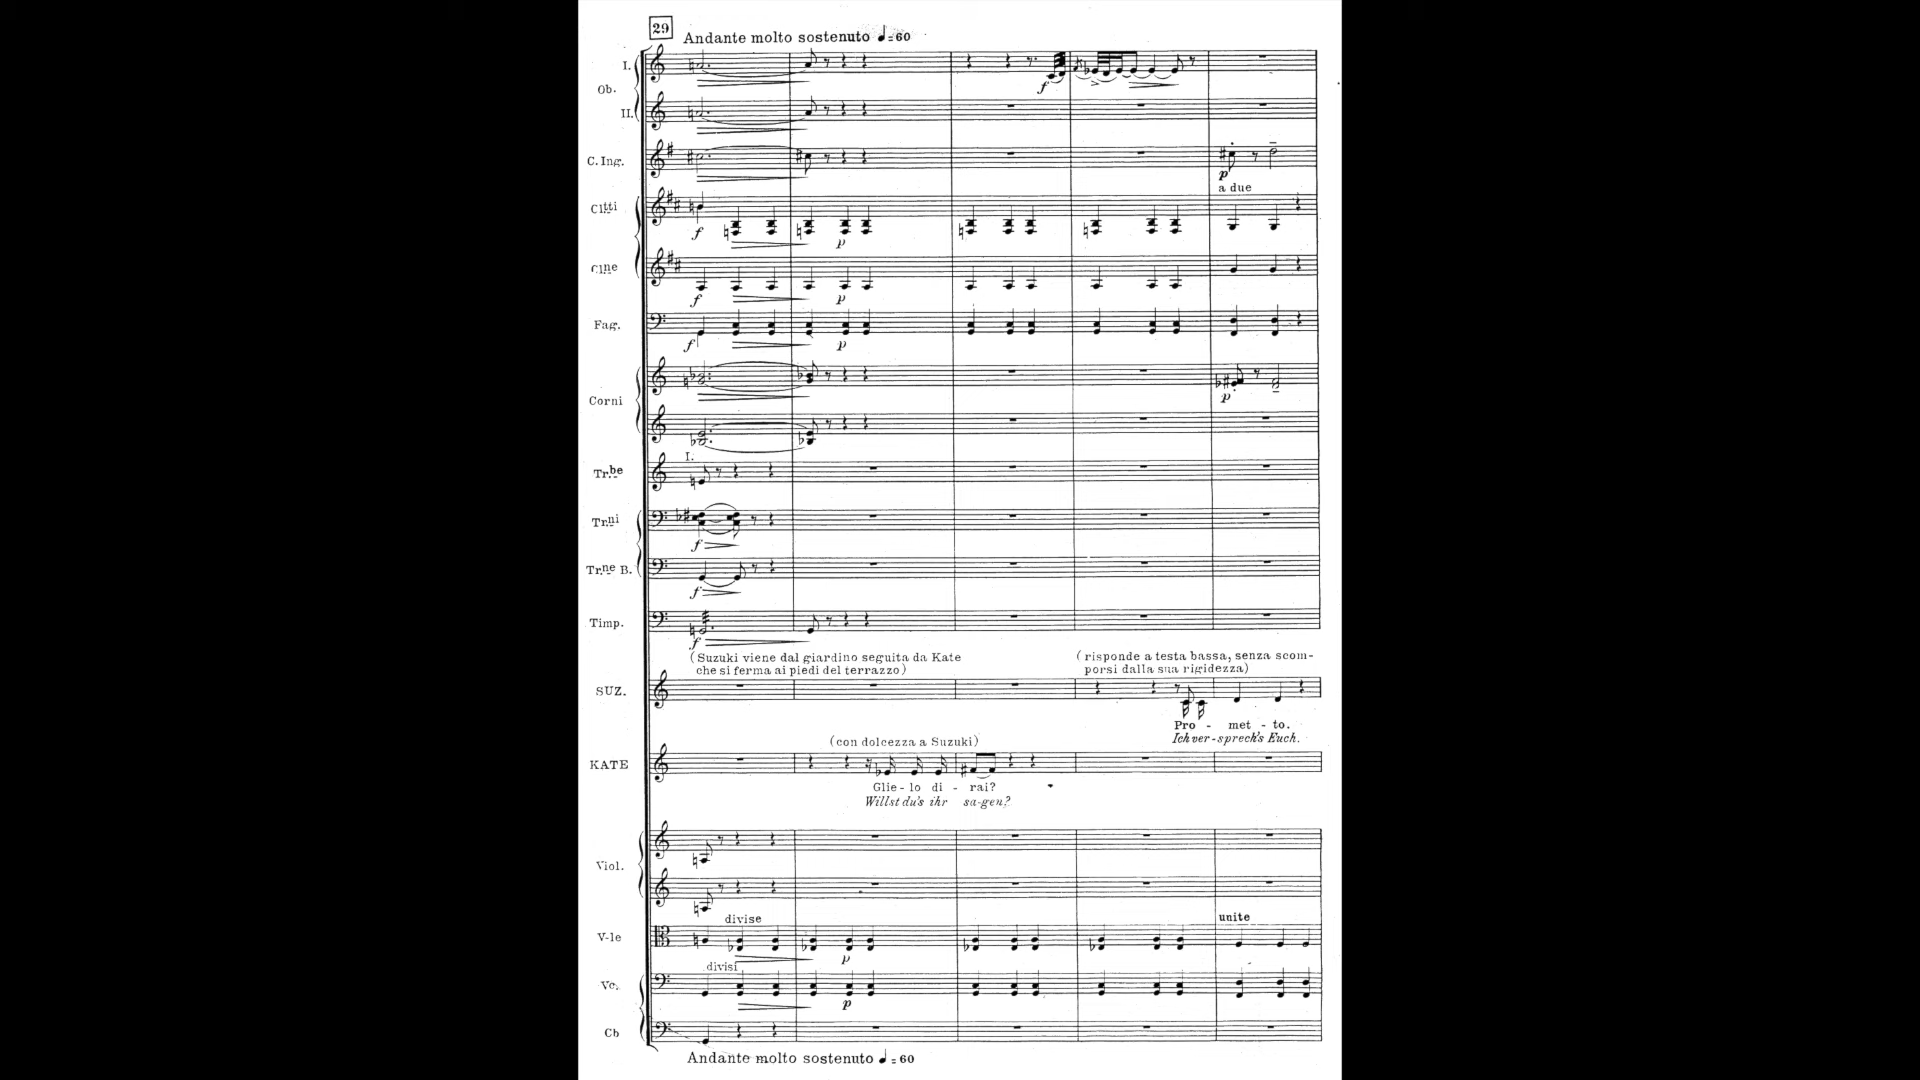 29
Andante molto sostenuto ♩=60
I.
Ob.
II.
C. Ing.
a due
Cl.tti
f
p
Cl.ne
f
p
Fag.
f
p
Corni
p
I.
Tr.be
Tr.ni
f
Tr.ne B.
f
Timp.
f
(Suzuki viene dal giardino seguita da Kate
che si ferma ai piedi del terrazzo)
(risponde a testa bassa, senza scom-
porsi dalla sua rigidezza)
SUZ.
Pro - met - to.
Ich ver-sprech's Euch.
(con dolcezza a Suzuki)
KATE
Glie - lo di - rai?
Willst du's ihr sa-gen?
Viol.
divise
unite
V-le
p
divisi
Vc.
p
Cb
Andante molto sostenuto ♩=60